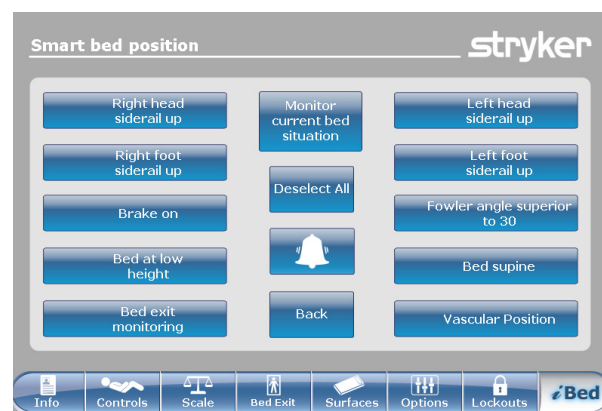 Smart bed position
stryker
Right head
siderail up
Monitor
current bed
situation
Left head
siderail up
Right foot
siderail up
Deselect All
Left foot
siderail up
Brake on
Fowler angle superior
to 30
Bed at low
height
Bed supine
Bed exit
monitoring
Back
Vascular Position
Info
Controls
Scale
Bed Exit
Surfaces
Options
Lockouts
iBed